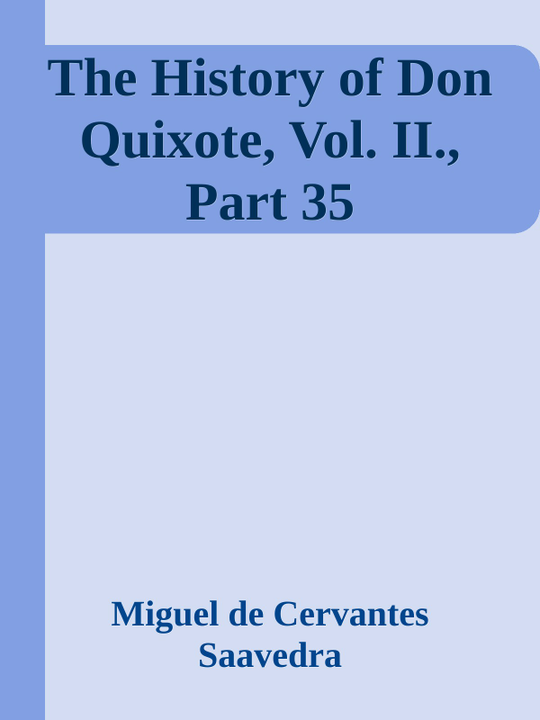 The History of Don
Quixote, Vol. II.,
Part 35
Miguel de Cervantes
Saavedra